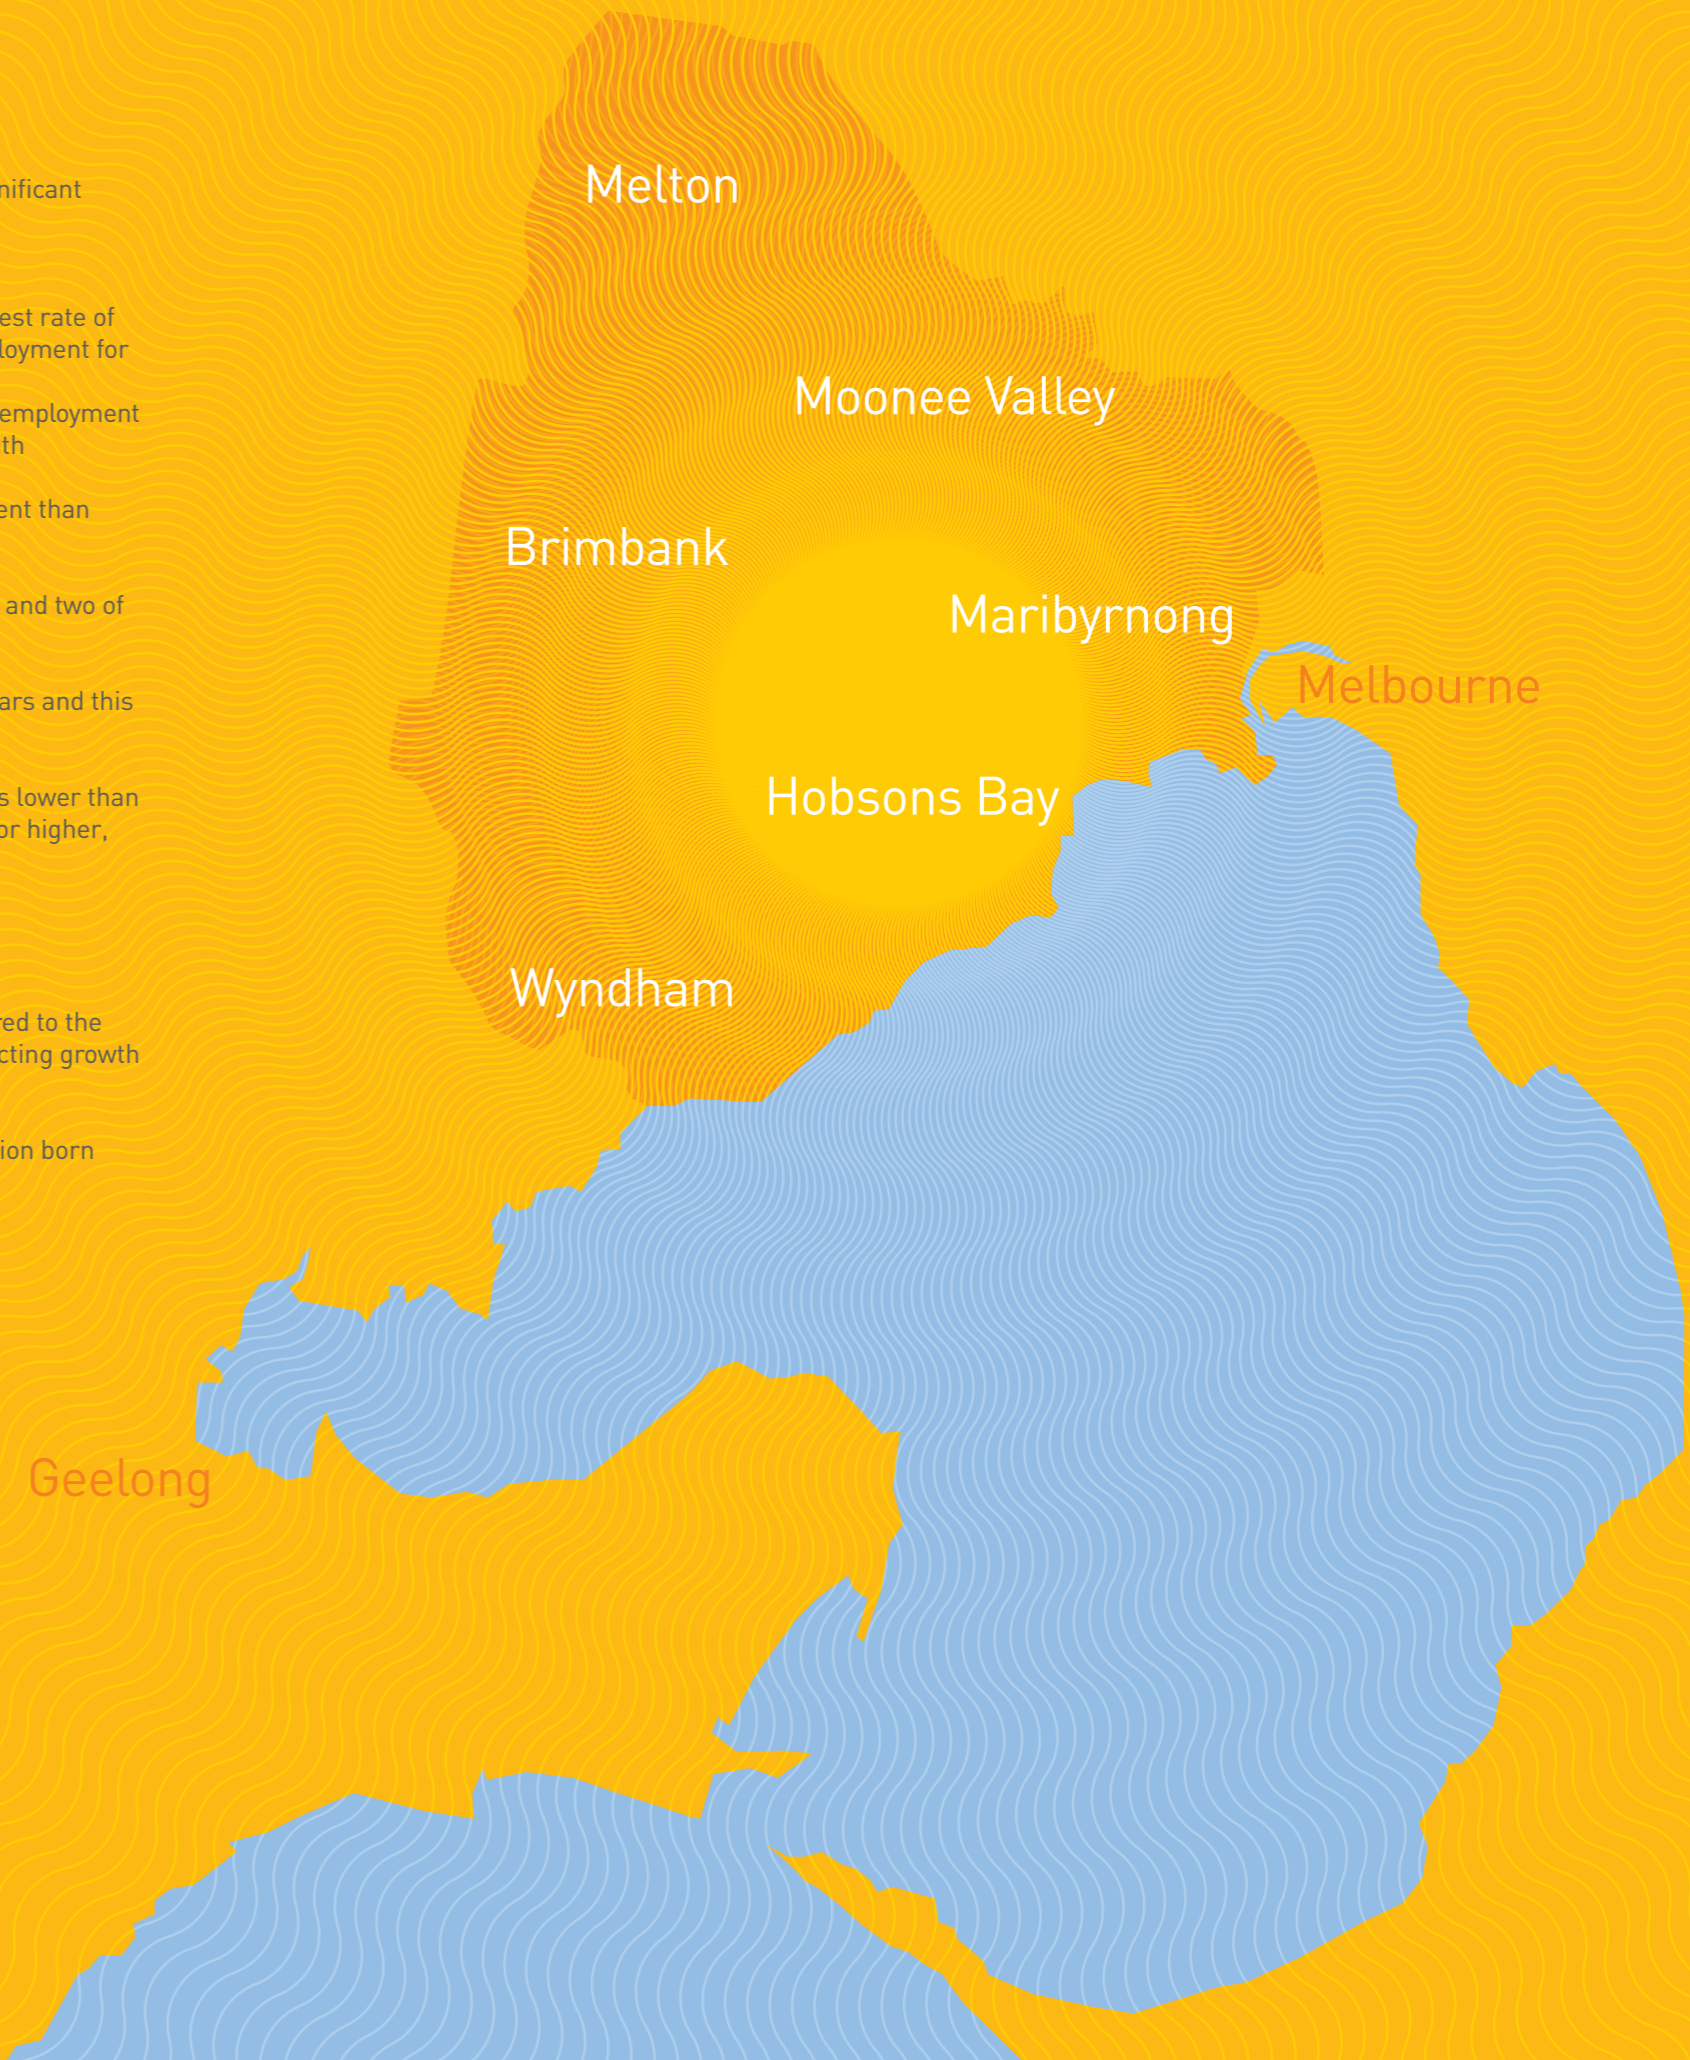 nificant
est rate of
loyment for
employment
th
ent than
and two of
ars and this
s lower than
or higher,
red to the
cting growth
ion born
Melton
Moonee Valley
Brimbank
Maribyrnong
Melbourne
Hobsons Bay
Wyndham
Geelong